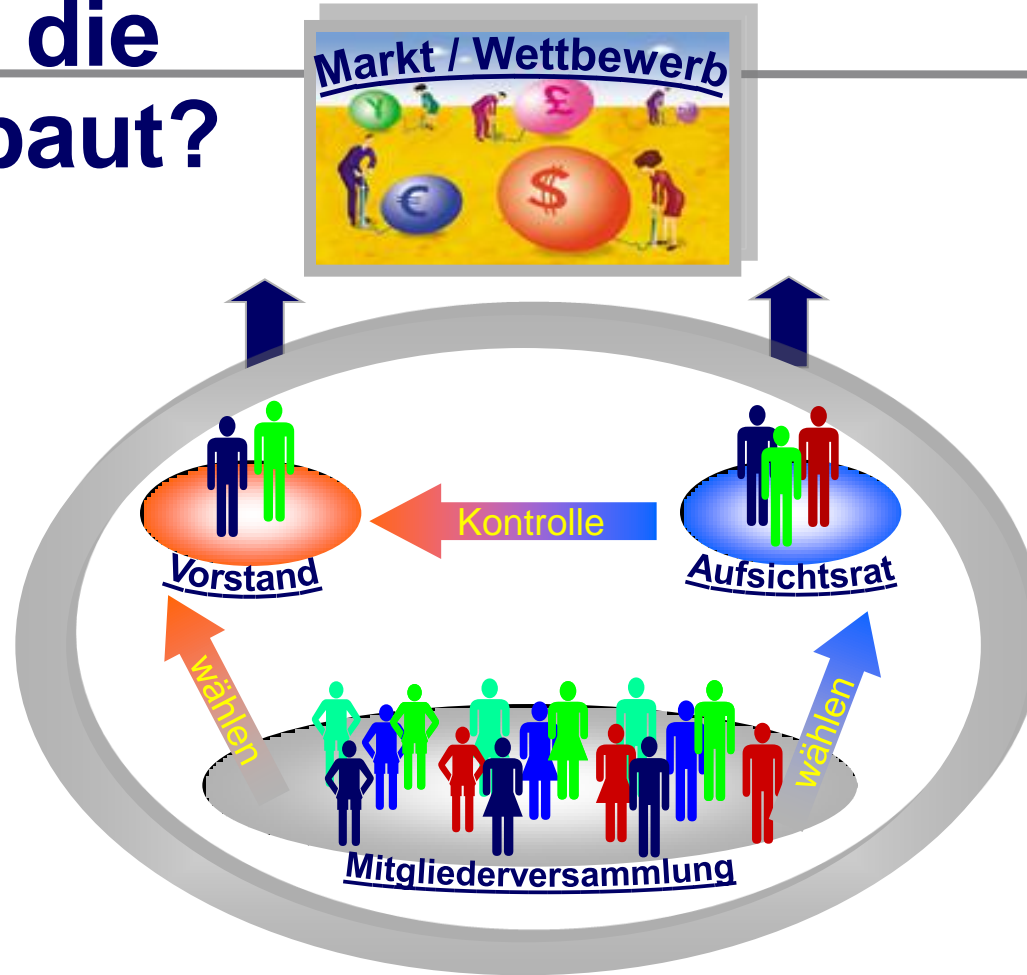 die
baut?
Markt / Wettbewerb
Y
£
€
$
Kontrolle
Vorstand
Aufsichtsrat
wählen
wählen
Mitgliederversammlung